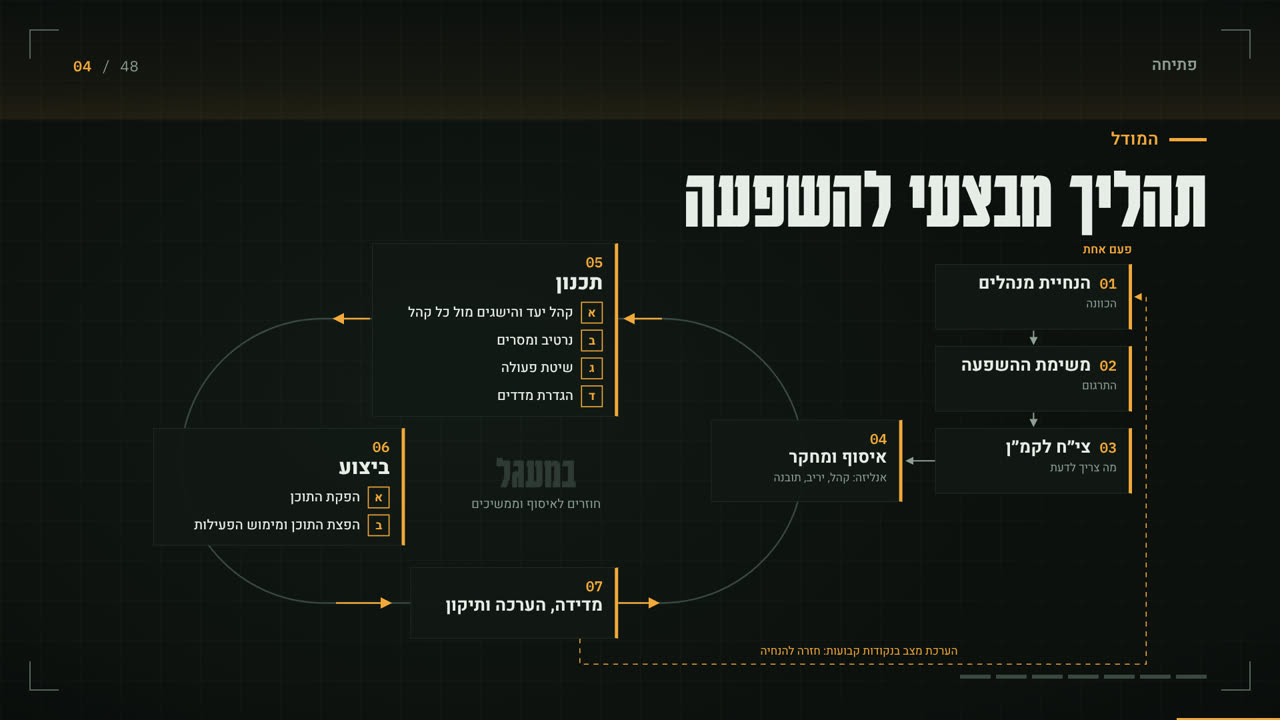 פתיחה
04 / 48
המודל
תהליך מבצעי להשפעה
פעם אחת
01 הנחיית מנהלים
הכוונה
02 משימת ההשפעה
התרגום
03 צי״ח לקמ״ן
מה צריך לדעת
04
איסוף ומחקר
אנליזה: קהל, יריב, תובנה
05
תכנון
א קהל יעד והישגים מול כל קהל
ב נרטיב ומסרים
ג שיטת פעולה
ד הגדרת מדדים
06
ביצוע
א הפקת התוכן
ב הפצת התוכן ומימוש הפעילות
במעגל
חוזרים לאיסוף וממשיכים
07
מדידה, הערכה ותיקון
הערכת מצב בנקודות קבועות: חזרה להנחיה